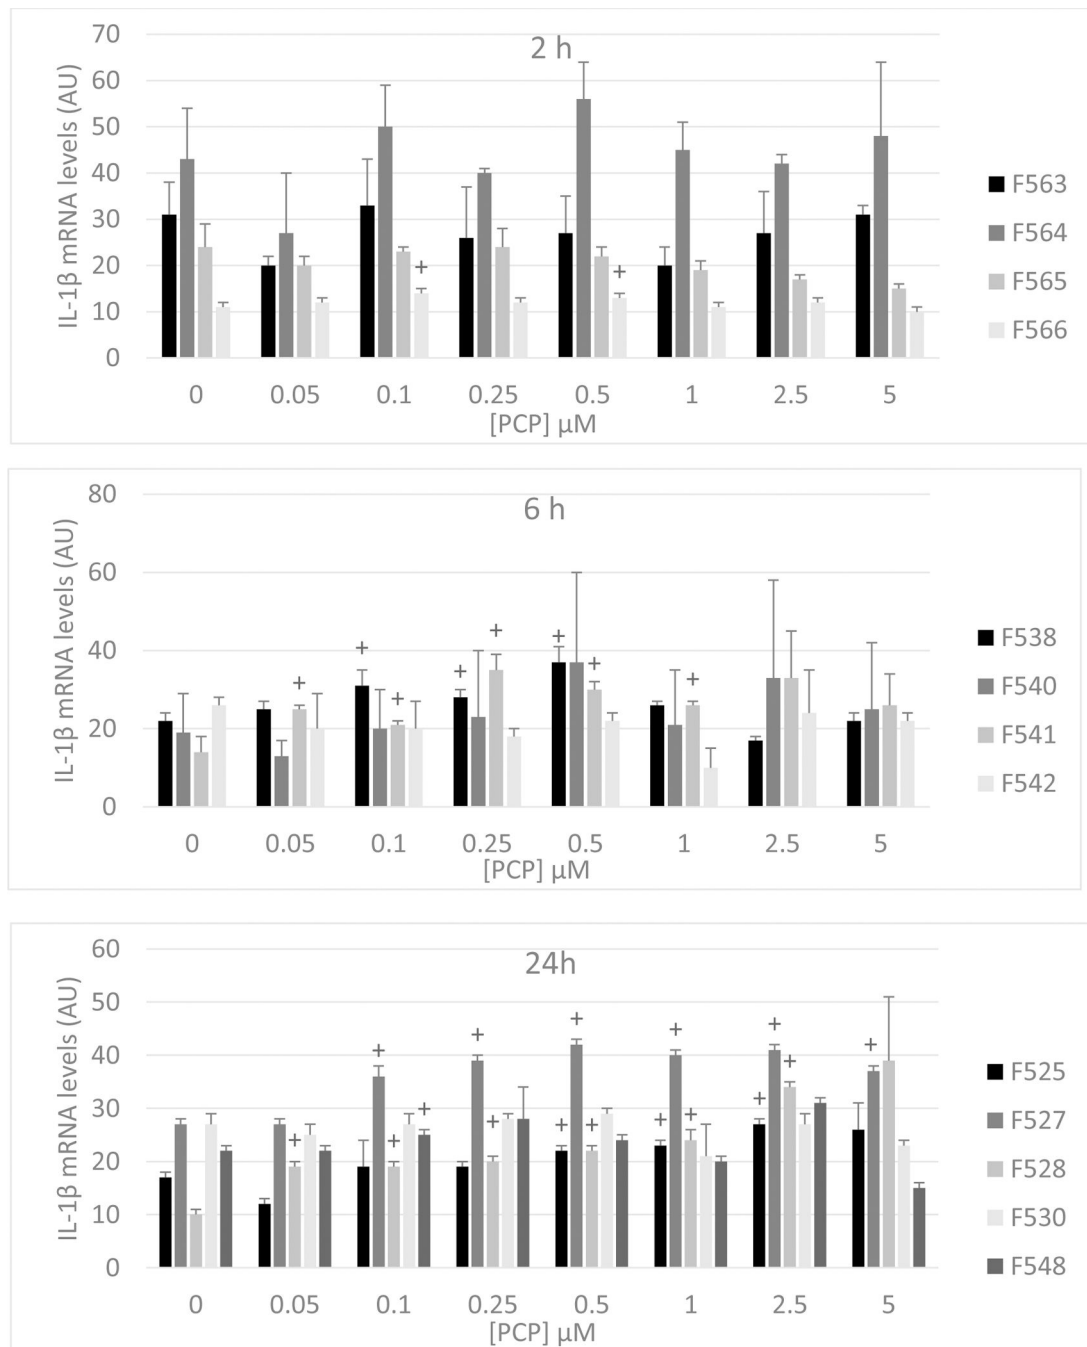 2 h
IL-1β mRNA levels (AU)
70
60
50
40
30
20
10
0
+ +
0 0.05 0.1 0.25 0.5 1 2.5 5
[PCP] µM
F563
F564
F565
F566
6 h
IL-1β mRNA levels (AU)
80
60
40
20
0
+ + + + + + + +
0 0.05 0.1 0.25 0.5 1 2.5 5
[PCP] µM
F538
F540
F541
F542
24h
IL-1β mRNA levels (AU)
60
50
40
30
20
10
0
+ + + + + + + + + + + + + + + +
0 0.05 0.1 0.25 0.5 1 2.5 5
[PCP] µM
F525
F527
F528
F530
F548